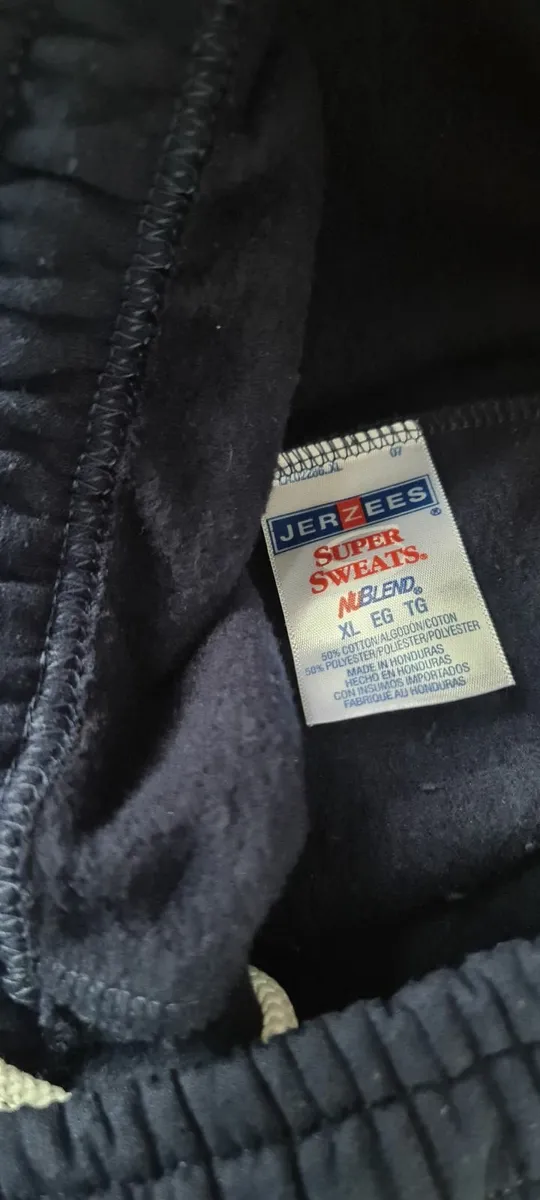 07
JERZEES®
SUPER
SWEATS®
NUBLEND®
XL EG TG
50% COTTON/ALGODÓN/COTON
50% POLYESTER/POLIÉSTER/POLYESTER
MADE IN HONDURAS
HECHO EN HONDURAS
CON INSUMOS IMPORTADOS
FABRIQUÉ AU HONDURAS